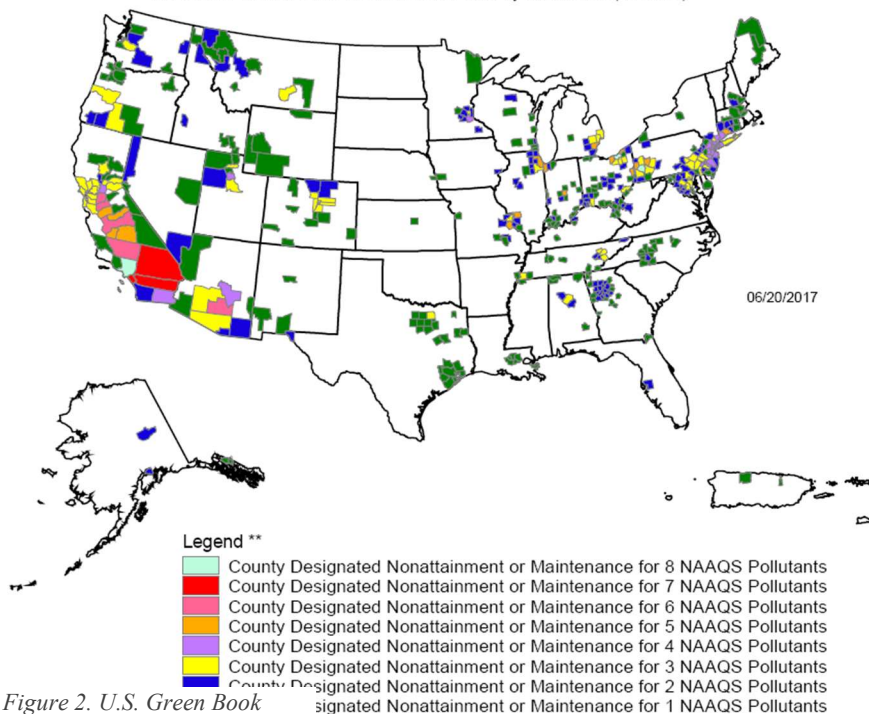 06/20/2017
Legend **
County Designated Nonattainment or Maintenance for 8 NAAQS Pollutants
County Designated Nonattainment or Maintenance for 7 NAAQS Pollutants
County Designated Nonattainment or Maintenance for 6 NAAQS Pollutants
County Designated Nonattainment or Maintenance for 5 NAAQS Pollutants
County Designated Nonattainment or Maintenance for 4 NAAQS Pollutants
County Designated Nonattainment or Maintenance for 3 NAAQS Pollutants
County Designated Nonattainment or Maintenance for 2 NAAQS Pollutants
Figure 2. U.S. Green Book
signated Nonattainment or Maintenance for 1 NAAQS Pollutants